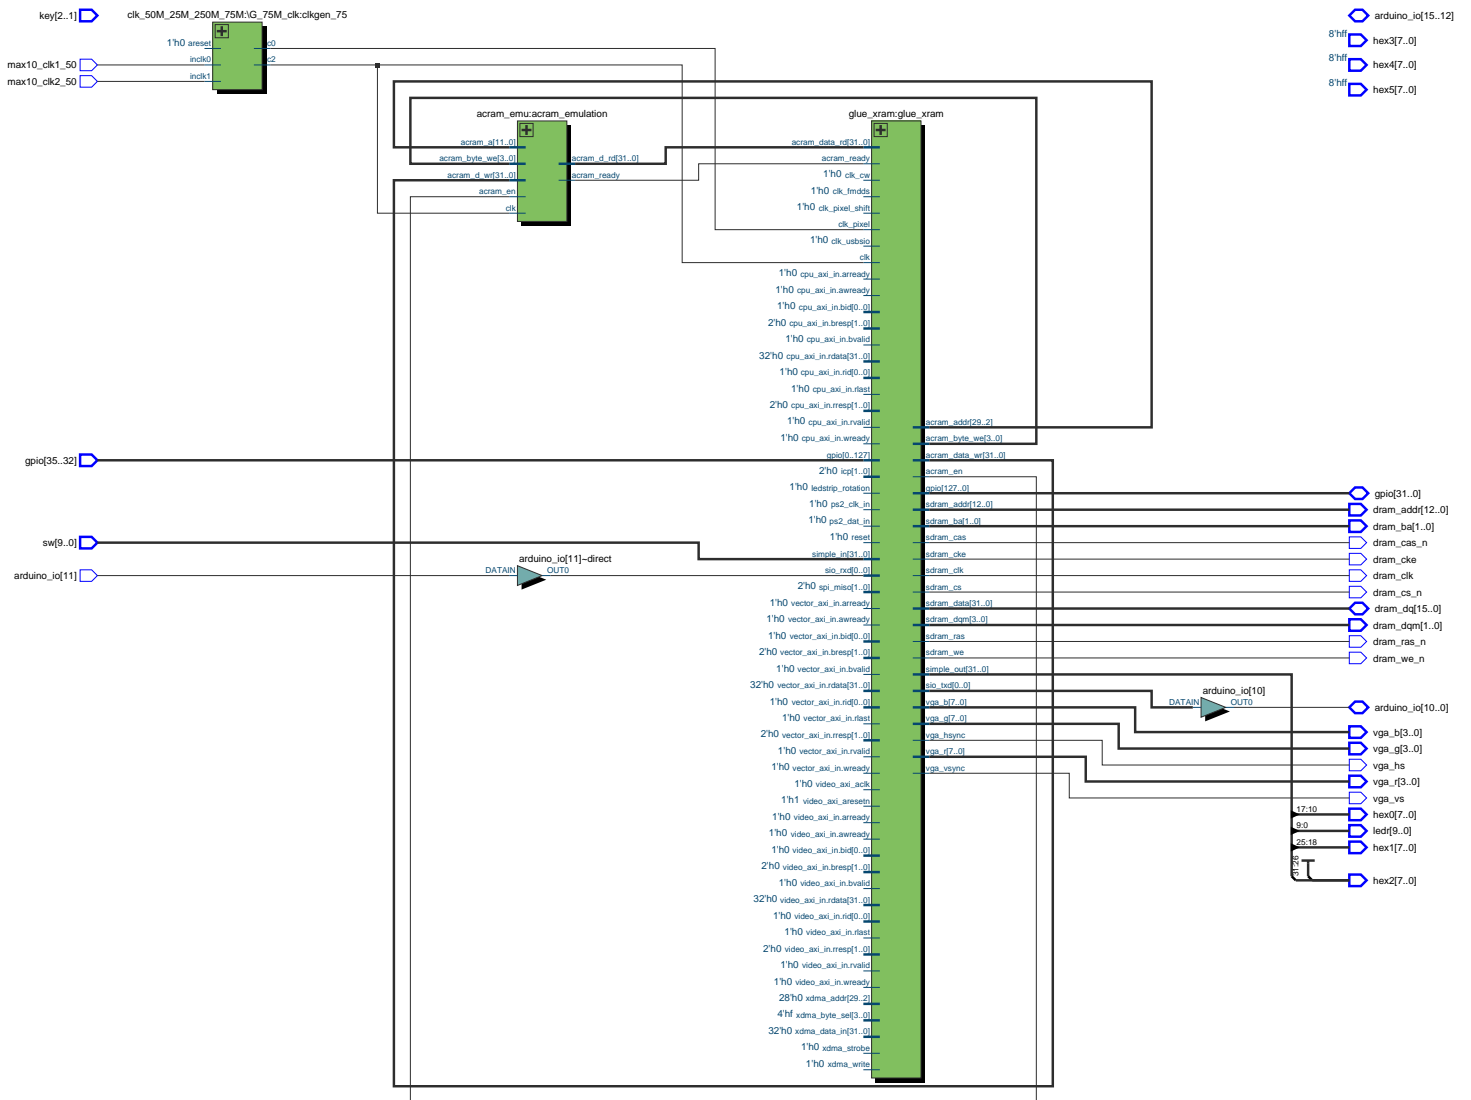 key[2..1]
clk_50M_25M_250M_75M:\G_75M_clk:clkgen_75
1'h0 areset
inclk0
inclk1
c0
c2
max10_clk1_50
max10_clk2_50
acram_emu:acram_emulation
acram_a[11..0]
acram_byte_we[3..0]
acram_d_wr[31..0]
acram_en
clk
acram_d_rd[31..0]
acram_ready
glue_xram:glue_xram
acram_data_rd[31..0]
acram_ready
1'h0 clk_cw
1'h0 clk_fmdds
1'h0 clk_pixel_shift
clk_pixel
1'h0 clk_usbsio
clk
1'h0 cpu_axi_in.arready
1'h0 cpu_axi_in.awready
1'h0 cpu_axi_in.bid[0..0]
2'h0 cpu_axi_in.bresp[1..0]
1'h0 cpu_axi_in.bvalid
32'h0 cpu_axi_in.rdata[31..0]
1'h0 cpu_axi_in.rid[0..0]
1'h0 cpu_axi_in.rlast
2'h0 cpu_axi_in.rresp[1..0]
1'h0 cpu_axi_in.rvalid
1'h0 cpu_axi_in.wready
gpio[0..127]
2'h0 icp[1..0]
1'h0 ledstrip_rotation
1'h0 ps2_clk_in
1'h0 ps2_dat_in
1'h0 reset
simple_in[31..0]
sio_rxd[0..0]
2'h0 spi_miso[1..0]
1'h0 vector_axi_in.arready
1'h0 vector_axi_in.awready
1'h0 vector_axi_in.bid[0..0]
2'h0 vector_axi_in.bresp[1..0]
1'h0 vector_axi_in.bvalid
32'h0 vector_axi_in.rdata[31..0]
1'h0 vector_axi_in.rid[0..0]
1'h0 vector_axi_in.rlast
2'h0 vector_axi_in.rresp[1..0]
1'h0 vector_axi_in.rvalid
1'h0 vector_axi_in.wready
1'h0 video_axi_aclk
1'h1 video_axi_aresetn
1'h0 video_axi_in.arready
1'h0 video_axi_in.awready
1'h0 video_axi_in.bid[0..0]
2'h0 video_axi_in.bresp[1..0]
1'h0 video_axi_in.bvalid
32'h0 video_axi_in.rdata[31..0]
1'h0 video_axi_in.rid[0..0]
1'h0 video_axi_in.rlast
2'h0 video_axi_in.rresp[1..0]
1'h0 video_axi_in.rvalid
1'h0 video_axi_in.wready
28'h0 xdma_addr[29..2]
4'hf xdma_byte_sel[3..0]
32'h0 xdma_data_in[31..0]
1'h0 xdma_strobe
1'h0 xdma_write
acram_addr[29..2]
acram_byte_we[3..0]
acram_data_wr[31..0]
acram_en
gpio[127..0]
sdram_addr[12..0]
sdram_ba[1..0]
sdram_cas
sdram_cke
sdram_clk
sdram_cs
sdram_data[31..0]
sdram_dqm[3..0]
sdram_ras
sdram_we
simple_out[31..0]
sio_txd[0..0]
vga_b[7..0]
vga_g[7..0]
vga_hsync
vga_r[7..0]
vga_vsync
gpio[35..32]
sw[9..0]
arduino_io[11]
arduino_io[11]~direct
DATAIN OUT0
arduino_io[10]
DATAIN OUT0
arduino_io[15..12]
8'hff hex3[7..0]
8'hff hex4[7..0]
8'hff hex5[7..0]
gpio[31..0]
dram_addr[12..0]
dram_ba[1..0]
dram_cas_n
dram_cke
dram_clk
dram_cs_n
dram_dq[15..0]
dram_dqm[1..0]
dram_ras_n
dram_we_n
arduino_io[10..0]
vga_b[3..0]
vga_g[3..0]
vga_hs
vga_r[3..0]
vga_vs
17:10 hex0[7..0]
9:0 ledr[9..0]
25:18 hex1[7..0]
31:26 hex2[7..0]